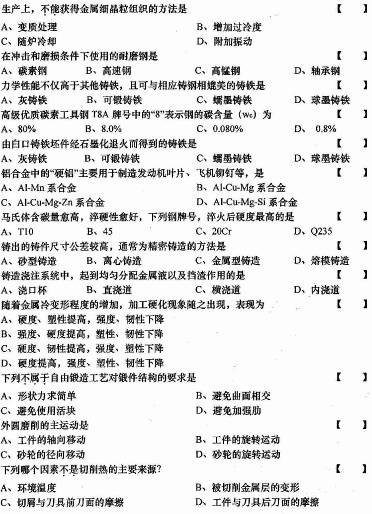 生产上，不能获得金属细晶粒组织的方法是 【 】
A、变质处理 B、增加过冷度
C、随炉冷却 D、附加振动
在冲击和磨损条件下使用的耐磨钢是 【 】
A、碳素钢 B、高速钢 C、高锰钢 D、轴承钢
力学性能不仅高于其他铸铁，且可与相应铸钢相媲美的铸铁是 【 】
A、灰铸铁 B、可锻铸铁 C、蠕墨铸铁 D、球墨铸铁
高级优质碳素工具钢 T8A 牌号中的“8”表示钢的碳含量（wc）为 【 】
A、80% B、8.0% C、0.080% D、 0.8%
由白口铸铁坯件经石墨化退火而得到的铸铁是 【 】
A、灰铸铁 B、可锻铸铁 C、蠕墨铸铁 D、球墨铸铁
铝合金中的“硬铝”主要用于制造发动机叶片、飞机铆钉等，是 【 】
A、Al-Mn 系合金 B、Al-Cu-Mg 系合金
C、Al-Cu-Mg-Zn 系合金 D、Al-Cu-Mg-Si 系合金
马氏体含碳量愈高，淬硬性愈好，下列钢牌号，淬火后硬度最高的是 【 】
A、T10 B、45 C、20Cr D、Q235
铸出的铸件尺寸公差较高，通常为精密铸造的方法是 【 】
A、砂型铸造 B、离心铸造 C、金属型铸造 D、熔模铸造
铸造浇注系统中，起到均匀分配金属液以及挡渣作用的是 【 】
A、浇口杯 B、直浇道 C、横浇道 D、内浇道
随着金属冷变形程度的增加，加工硬化现象随之出现，表现为 【 】
A、硬度、塑性提高，强度、韧性下降
B、强度、硬度提高，塑性、韧性下降
C、硬度、韧性提高，强度、塑性下降
D、硬度提高，强度、塑性、韧性下降
下列不属于自由锻造工艺对锻件结构的要求是 【 】
A、形状力求简单 B、避免曲面相交
C、避免使用活块 D、避免加强肋
外圆磨削的主运动是 【 】
A、工件的轴向移动 B、工件的旋转运动
C、砂轮的径向移动 D、砂轮的旋转运动
下列哪个因素不是切削热的主要来源？ 【 】
A、环境温度 B、被切削金属层的变形
C、切屑与刀具前刀面的摩擦 D、工件与刀具后刀面的摩擦